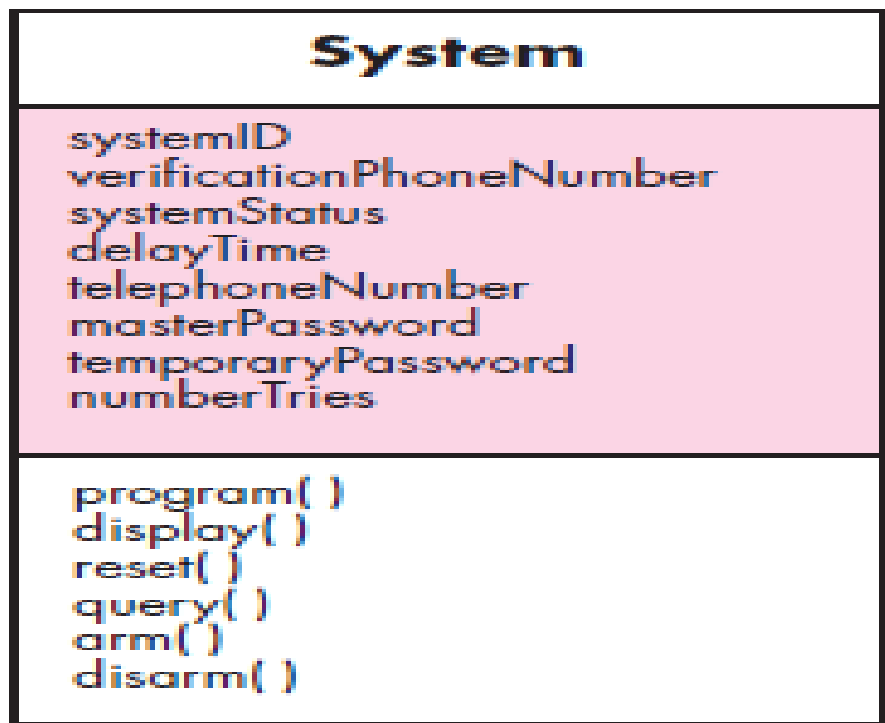 System
systemID
verificationPhoneNumber
systemStatus
delayTime
telephoneNumber
masterPassword
temporaryPassword
numberTries
program( )
display( )
reset( )
query( )
arm( )
disarm( )